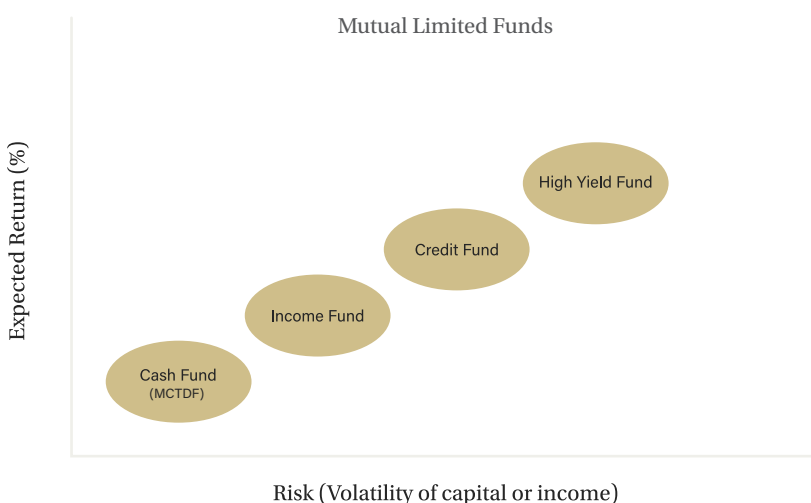 Mutual Limited Funds
Expected Return (%)
High Yield Fund
Credit Fund
Income Fund
Cash Fund
(MCTDF)
Risk (Volatility of capital or income)